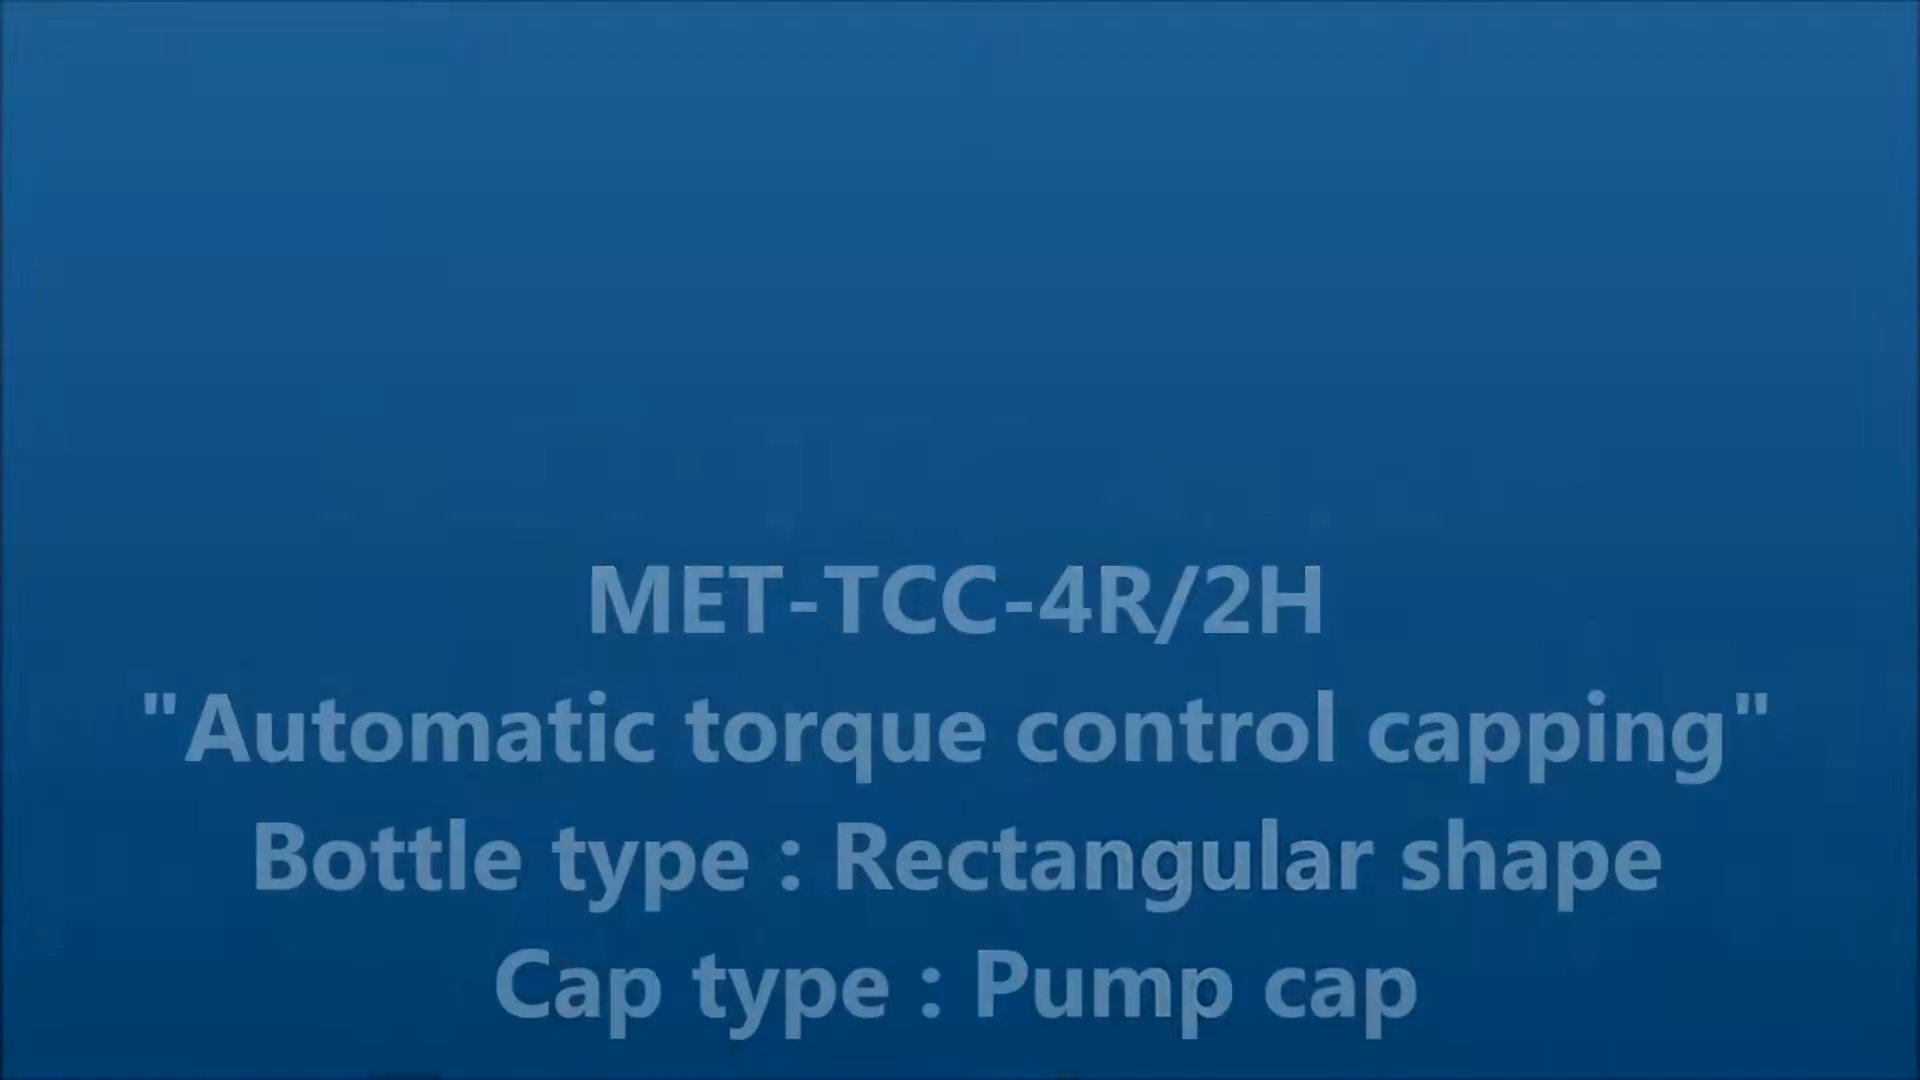 MET-TCC-4R/2H
"Automatic torque control capping"
Bottle type : Rectangular shape
Cap type : Pump cap